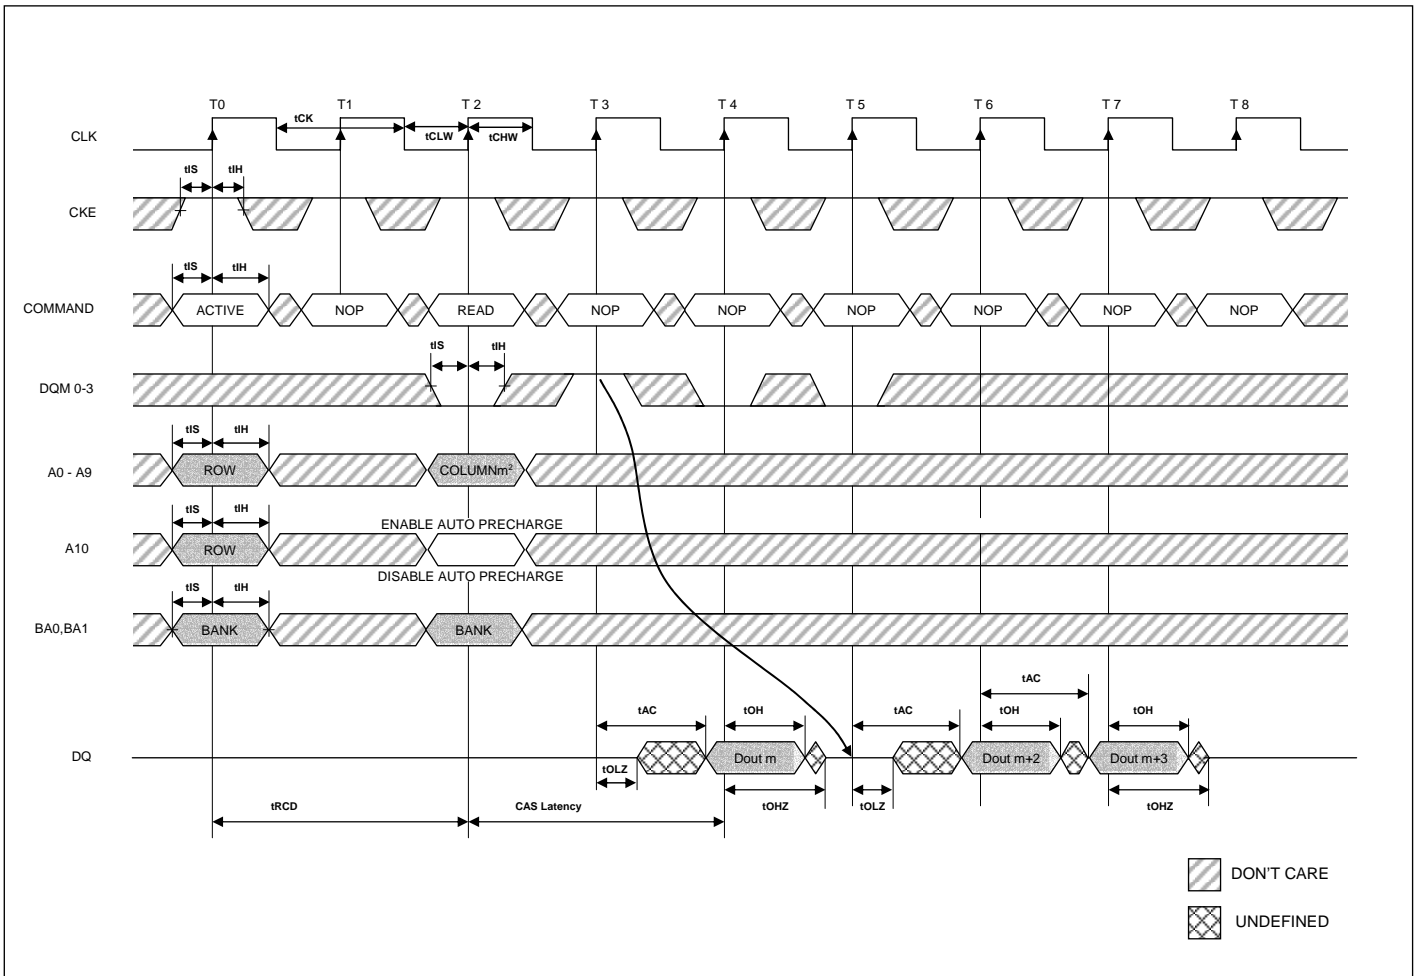 T0 T1 T 2 T 3 T 4 T 5 T 6 T 7 T 8
tCK
CLK tCLW tCHW
tIS tIH
CKE
tIS tIH
COMMAND ACTIVE NOP READ NOP NOP NOP NOP NOP NOP
tIS tIH
DQM 0-3
tIS tIH
A0 - A9 ROW COLUMNm²
tIS tIH
ENABLE AUTO PRECHARGE
A10 ROW
DISABLE AUTO PRECHARGE
tIS tIH
BA0,BA1 BANK BANK
tAC
tAC tOH tAC tOH tOH
DQ Dout m Dout m+2 Dout m+3
tOLZ tOHZ tOLZ tOHZ
tRCD CAS Latency
DON'T CARE
UNDEFINED